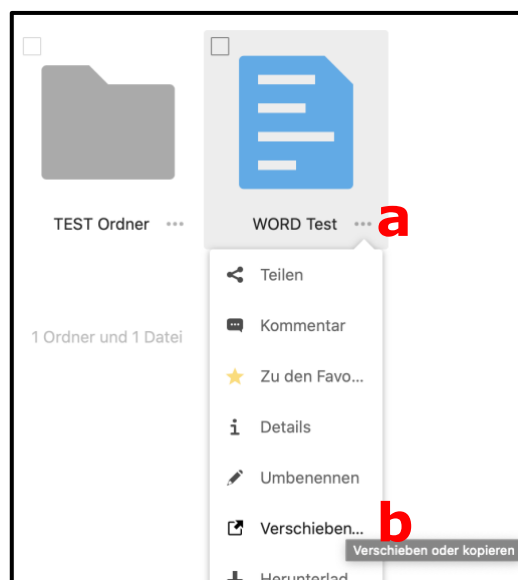 TEST Ordner ...
WORD Test ... a
Teilen
Kommentar
1 Ordner und 1 Datei
Zu den Favo...
Details
Umbenennen
Verschieben... b
Verschieben oder kopieren
Herunterlad